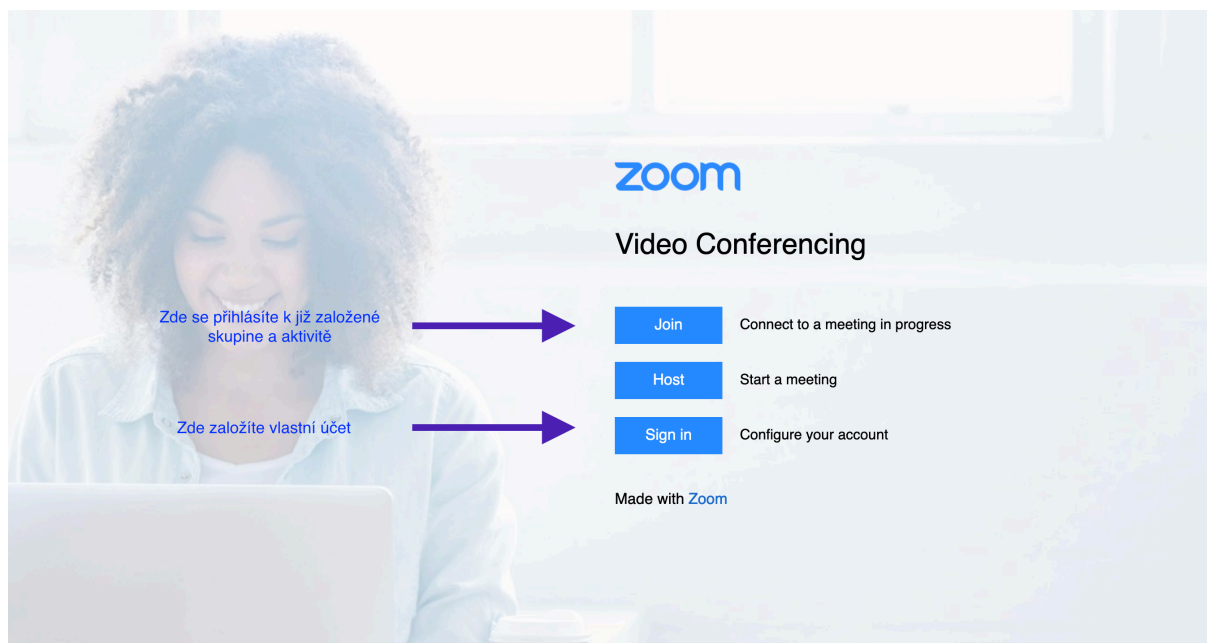 zoom
Video Conferencing
Zde se přihlásíte k již založené
skupine a aktivitě
Join
Connect to a meeting in progress
Host
Start a meeting
Zde založíte vlastní účet
Sign in
Configure your account
Made with Zoom